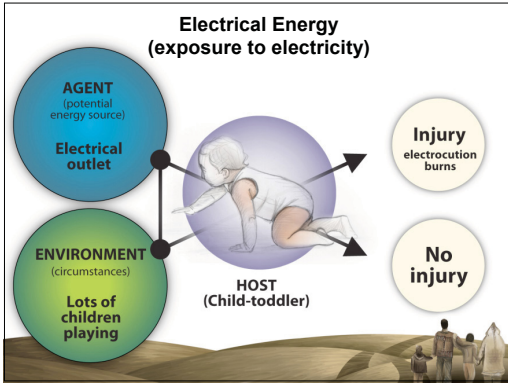 Electrical Energy
(exposure to electricity)
AGENT
(potential
energy source)
Electrical
outlet
ENVIRONMENT
(circumstances)
Lots of
children
playing
HOST
(Child-toddler)
Injury
electrocution
burns
No
injury